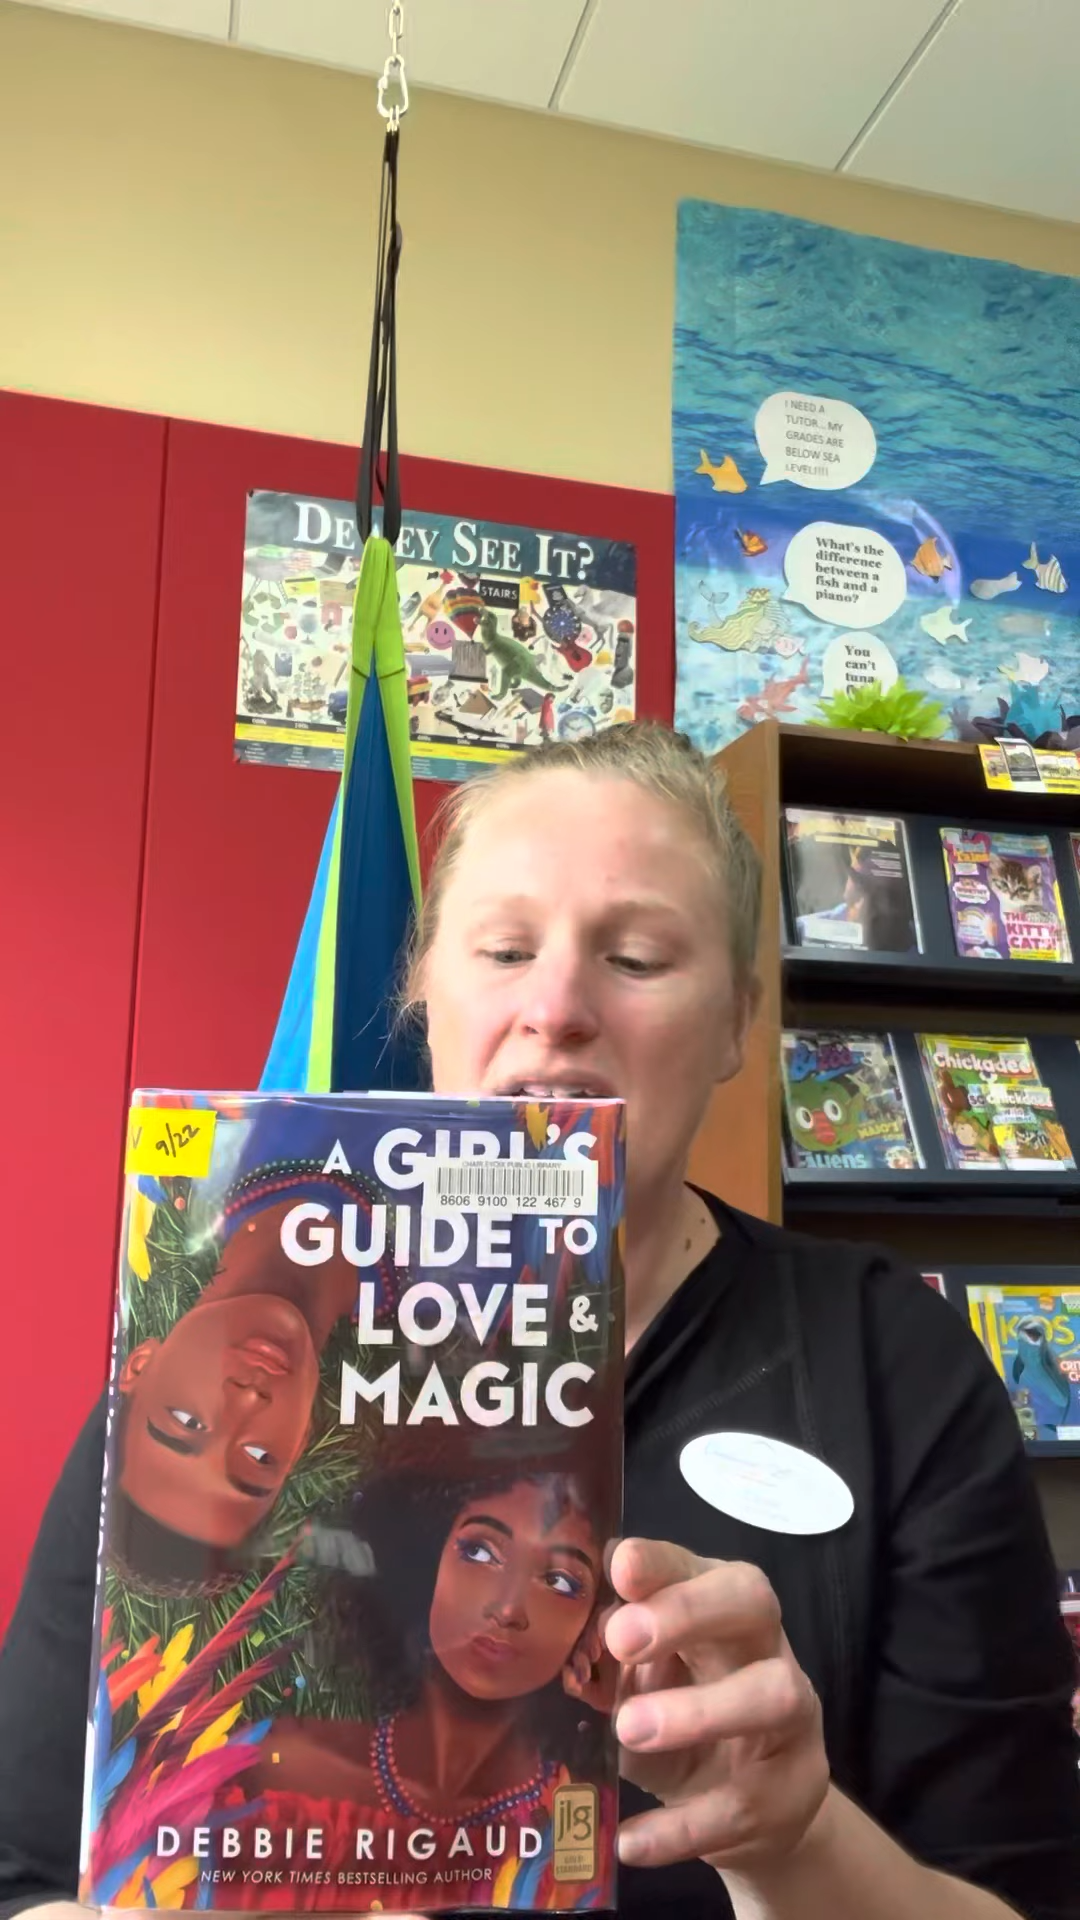 I NEED A
TUTOR... MY
GRADES ARE
BELOW SEA
LEVEL!!!!
DEWEY SEE IT?
STAIRS
What's the
difference
between a
fish and a
piano?
You
can't
tuna
THE
KITTY
CATS!
Chickadee
ALIENS
KIDS
9/22
A GIRL'S
CHARLEVOIX PUBLIC LIBRARY
8606 9100 122 467 9
GUIDE TO
LOVE &
MAGIC
DEBBIE RIGAUD
NEW YORK TIMES BESTSELLING AUTHOR
jlg
GOLD
STANDARD